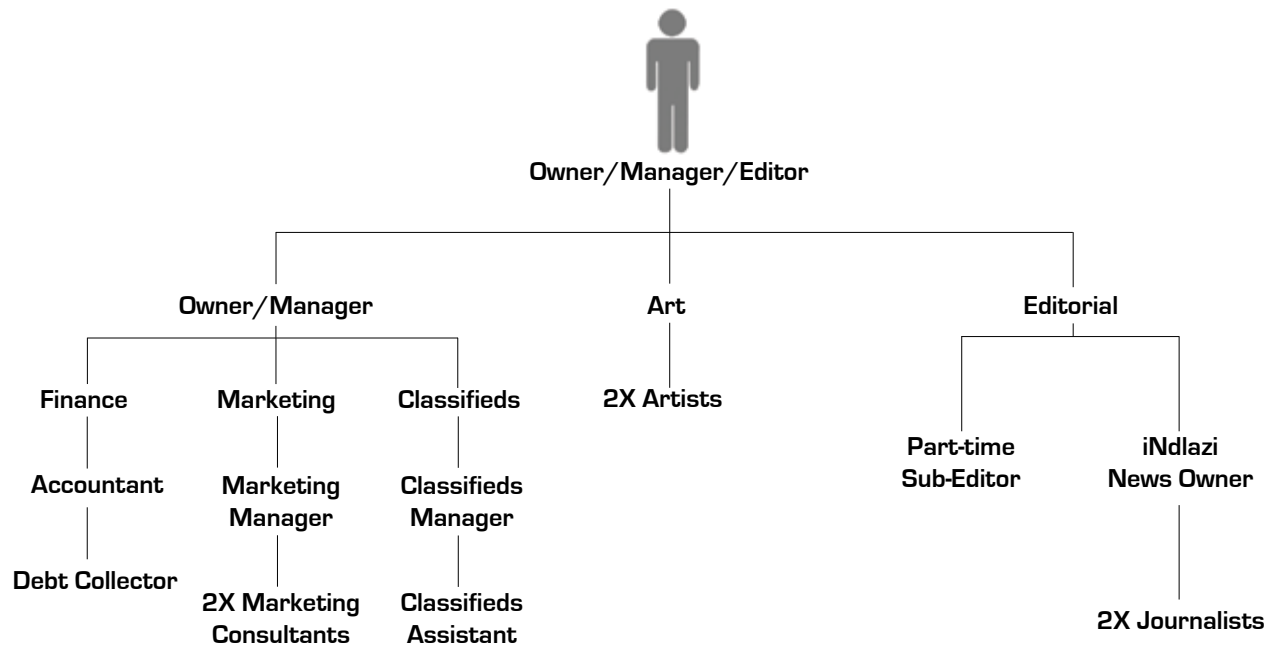 Owner/Manager/Editor
Owner/Manager
Art
Editorial
Finance
Marketing
Classifieds
2X Artists
Part-time
Sub-Editor
iNdlazi
News Owner
Accountant
Marketing
Manager
Classifieds
Manager
Debt Collector
2X Marketing
Consultants
Classifieds
Assistant
2X Journalists